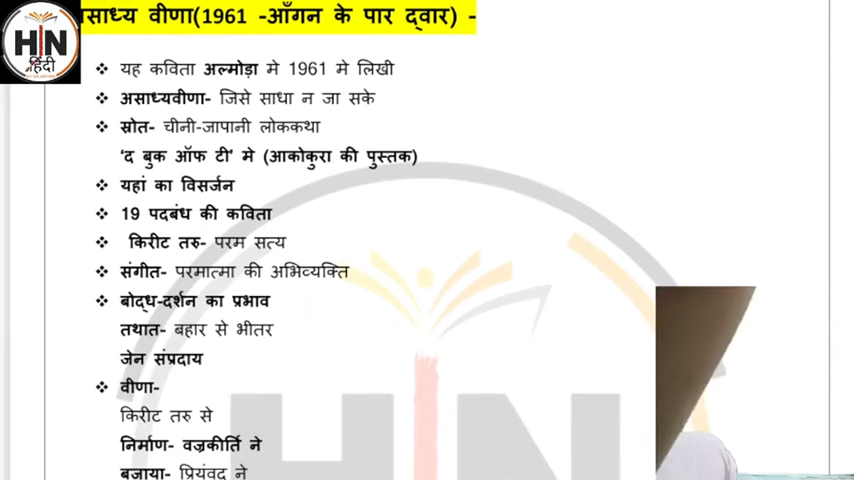 साध्य वीणा(1961 -आँगन के पार द्वार) -
HIN
हिंदी
❖ यह कविता अल्मोड़ा मे 1961 मे लिखी
❖ असाध्यवीणा- जिसे साधा न जा सके
❖ स्रोत- चीनी-जापानी लोककथा
‘द बुक ऑफ टी’ मे (आकोकुरा की पुस्तक)
❖ यहां का विसर्जन
❖ 19 पदबंध की कविता
❖ किरीट तरु- परम सत्य
❖ संगीत- परमात्मा की अभिव्यक्ति
❖ बोद्ध-दर्शन का प्रभाव
तथात- बहार से भीतर
जेन संप्रदाय
❖ वीणा-
किरीट तरु से
निर्माण- वज्रकीर्ति ने
बजाया- प्रियंवद ने
HIN